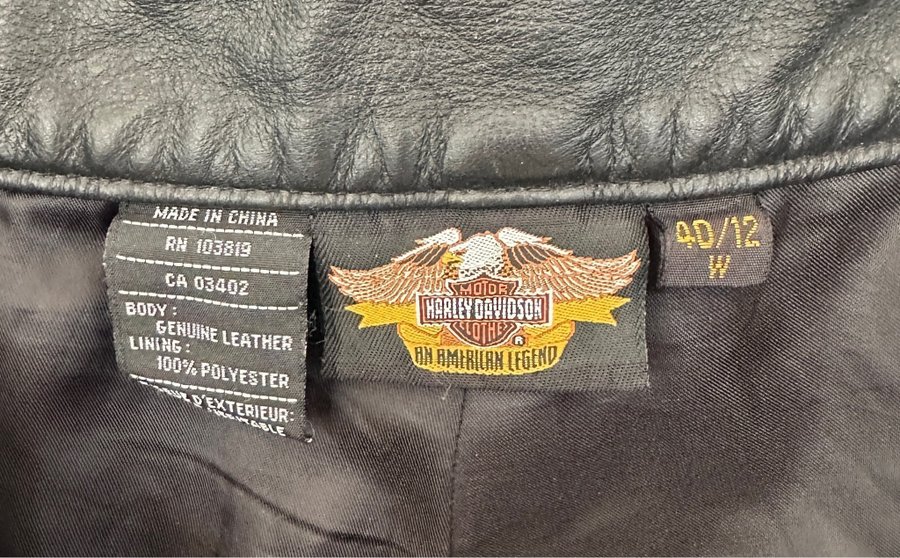 MADE IN CHINA
RN 103819
CA 03402
BODY:
GENUINE LEATHER
LINING:
100% POLYESTER
D'EXTERIEUR:
MOTOR
HARLEY-DAVIDSON
CLOTHES
®
AN AMERICAN LEGEND
40/12
W